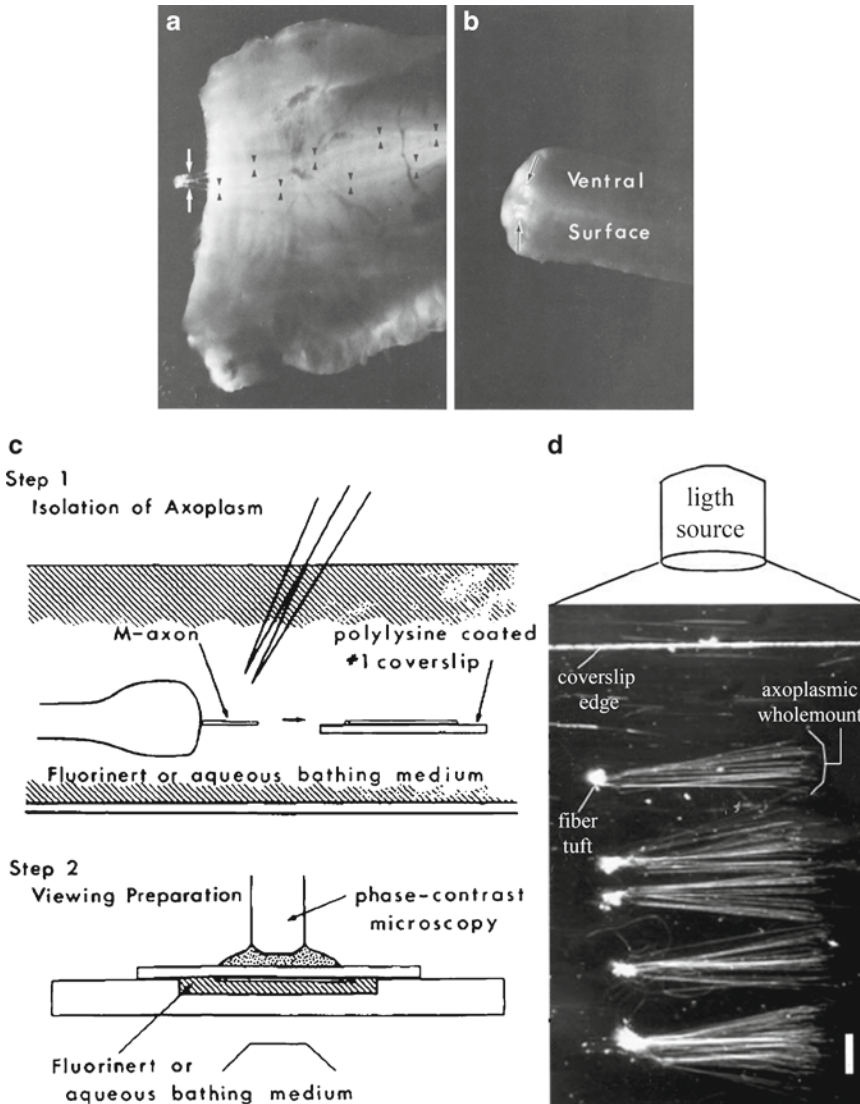 a
b
Ventral
Surface
c
Step 1
Isolation of Axoplasm
M-axon
polylysine coated
#1 coverslip
Fluorinert or aqueous bathing medium
Step 2
Viewing Preparation
phase-contrast
microscopy
Fluorinert or
aqueous bathing medium
d
ligth
source
coverslip
edge
axoplasmic
wholemount
fiber
tuft